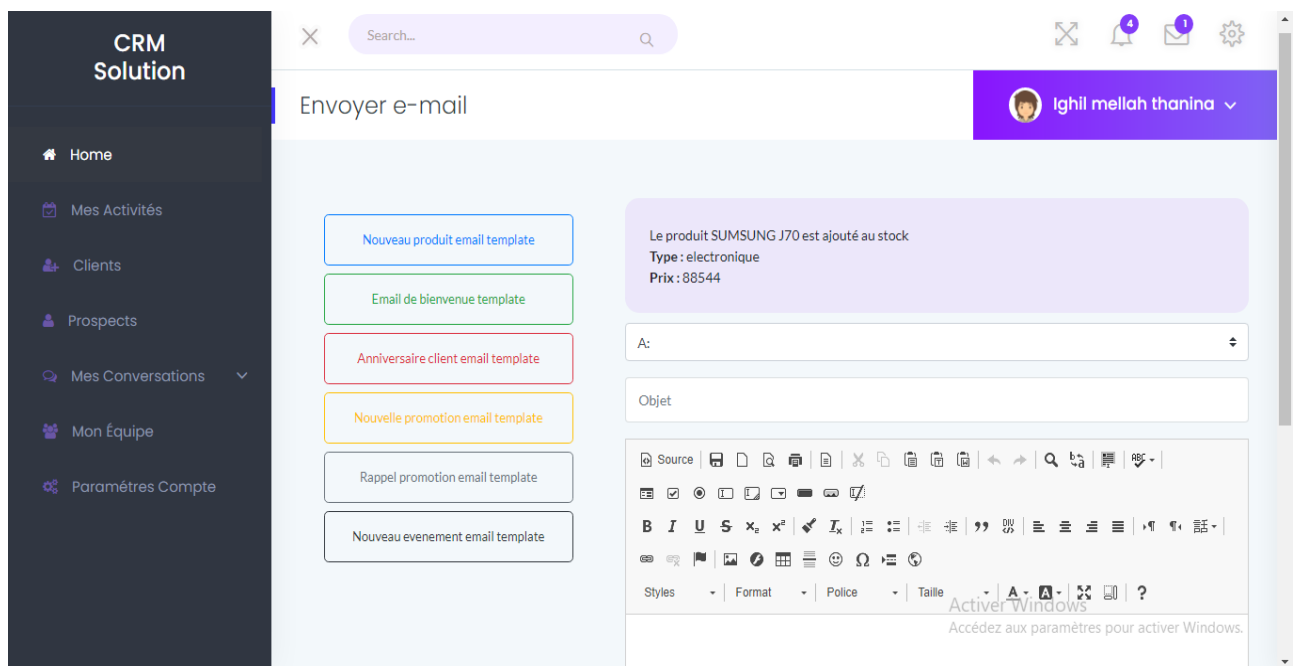 CRM
Solution
Search...
4
1
Envoyer e-mail
Ighil mellah thanina
Home
Mes Activités
Clients
Prospects
Mes Conversations
Mon Équipe
Paramétres Compte
Nouveau produit email template
Email de bienvenue template
Anniversaire client email template
Nouvelle promotion email template
Rappel promotion email template
Nouveau evenement email template
Le produit SUMSUNG J70 est ajouté au stock
Type : electronique
Prix : 88544
A:
Objet
Source
Styles Format Police Taille
Activer Windows
Accédez aux paramètres pour activer Windows.